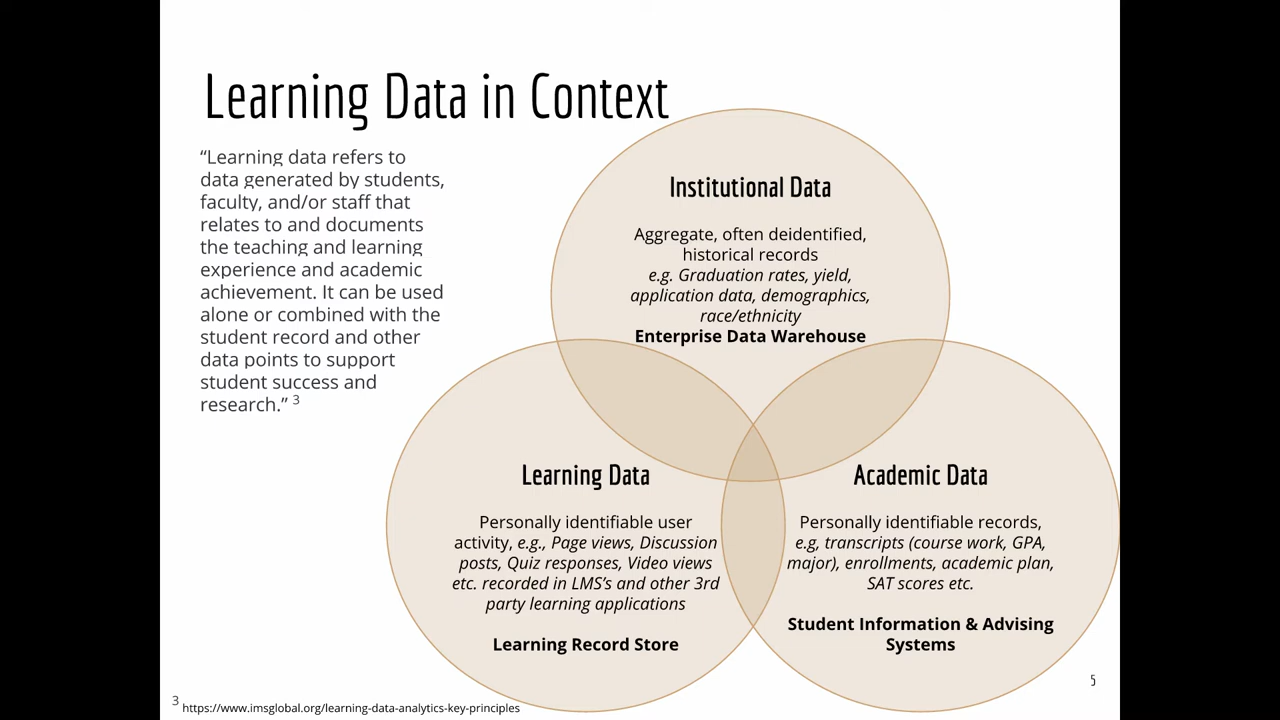 Learning Data in Context
“Learning data refers to
data generated by students,
faculty, and/or staff that
relates to and documents
the teaching and learning
experience and academic
achievement. It can be used
alone or combined with the
student record and other
data points to support
student success and
research.” 3
Institutional Data
Aggregate, often deidentified,
historical records
e.g. Graduation rates, yield,
application data, demographics,
race/ethnicity
Enterprise Data Warehouse
Learning Data
Personally identifiable user
activity, e.g., Page views, Discussion
posts, Quiz responses, Video views
etc. recorded in LMS’s and other 3rd
party learning applications
Learning Record Store
Academic Data
Personally identifiable records,
e.g, transcripts (course work, GPA,
major), enrollments, academic plan,
SAT scores etc.
Student Information & Advising
Systems
5
3 https://www.imsglobal.org/learning-data-analytics-key-principles